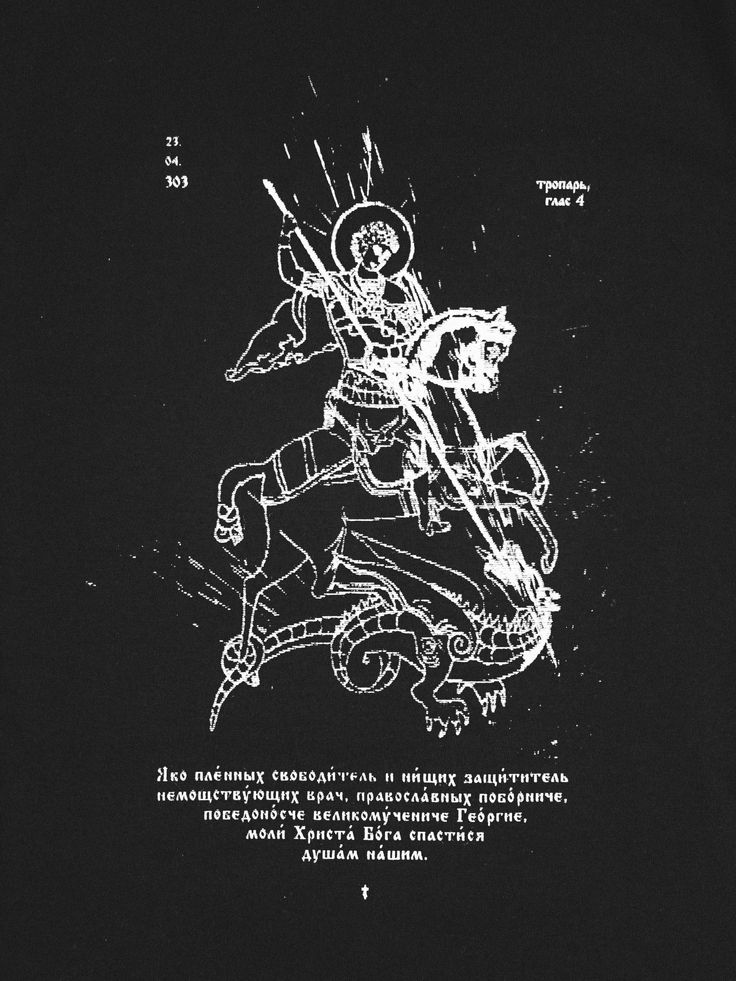 23.
04.
303
тропарь,
глас 4
Яко пле́нных свободи́тель и ни́щих защи́титель
немощству́ющих врач, правосла́вных побо́рниче,
победоно́сче великому́чениче Гео́ргие,
моли́ Христа́ Бо́га спасти́ся
душа́м на́шим.